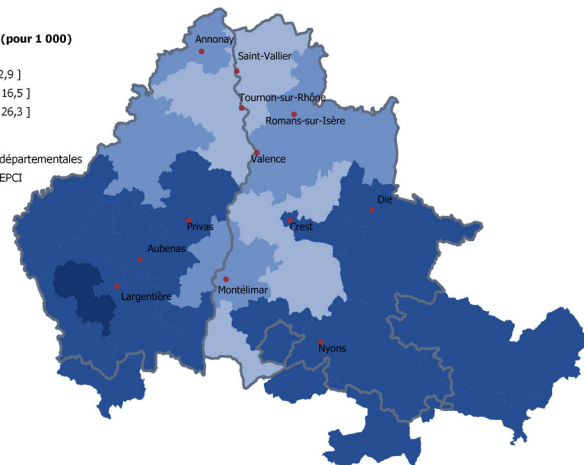 (pour 1 000)
2,9 ]
16,5 ]
26,3 ]
départementales
EPCI
Annonay
Saint-Vallier
Tournon-sur-Rhône
Romans-sur-Isère
Valence
Die
Privas
Crest
Aubenas
Largentière
Montélimar
Nyons